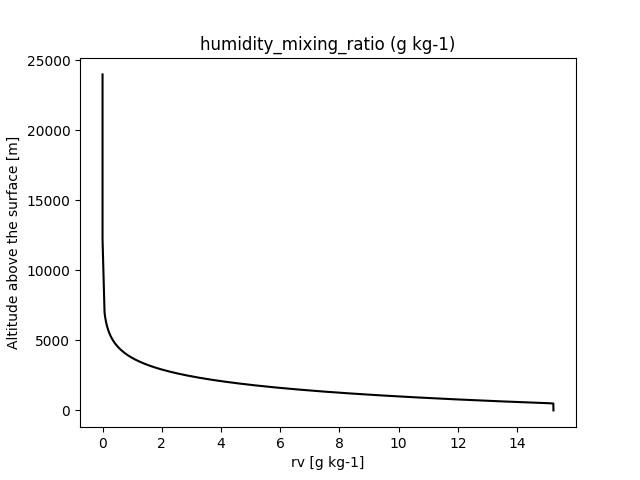 humidity_mixing_ratio (g kg-1)
25000
20000
15000
10000
5000
0
Altitude above the surface [m]
0 2 4 6 8 10 12 14
rv [g kg-1]